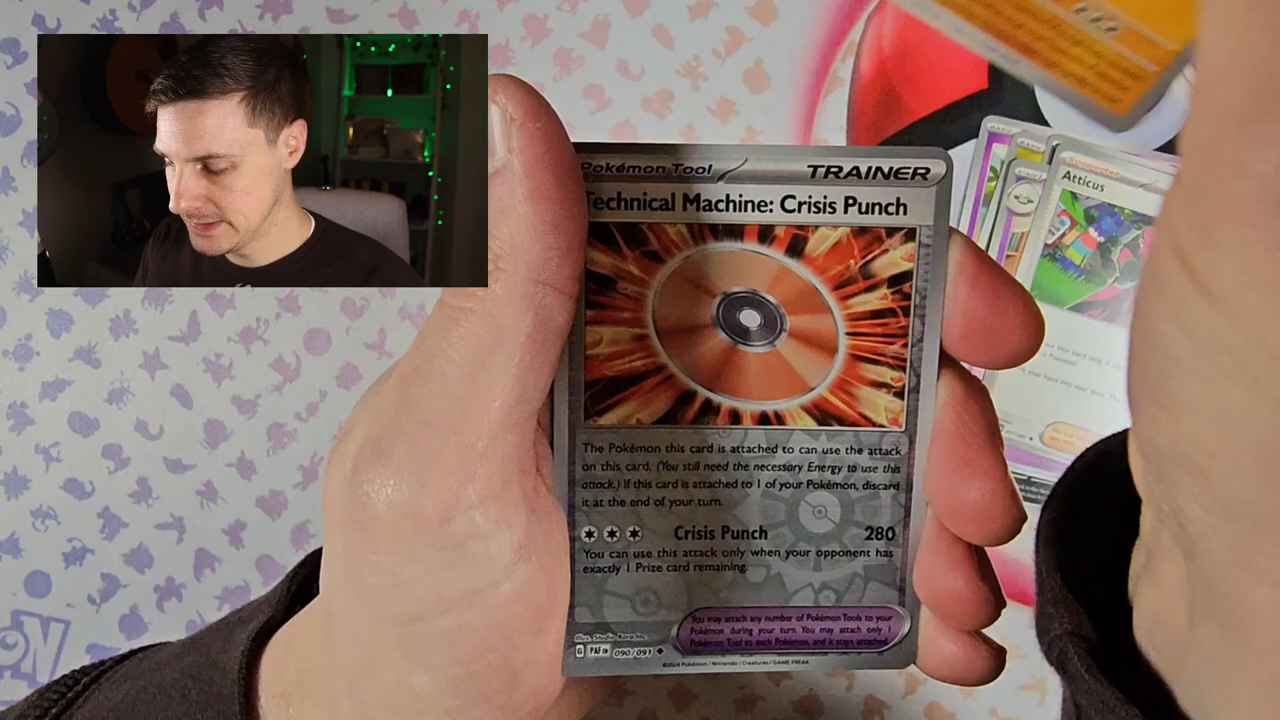 Pokémon Tool TRAINER
Technical Machine: Crisis Punch
The Pokémon this card is attached to can use the attack
on this card. (You still need the necessary Energy to use this
attack.) If this card is attached to 1 of your Pokémon, discard
it at the end of your turn.
Crisis Punch 280
You can use this attack only when your opponent has
exactly 1 Prize card remaining.
You may attach any number of Pokémon Tools to your
Pokémon during your turn. You may attach only 1
Pokémon Tool to each Pokémon, and it stays attached.
Illus. Studio Bora Inc.
G PAF EN 090/091
©2024 Pokémon / Nintendo / Creatures / GAME FREAK
Supporter
Atticus